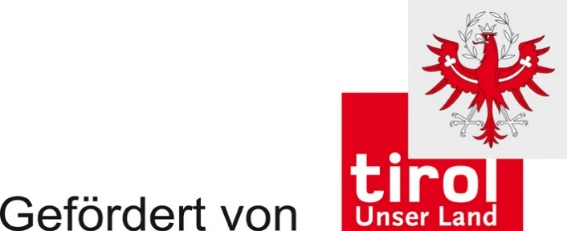 Gefördert von
tirol
Unser Land